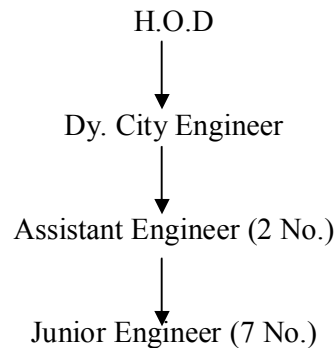 H.O.D
Dy. City Engineer
Assistant Engineer (2 No.)
Junior Engineer (7 No.)